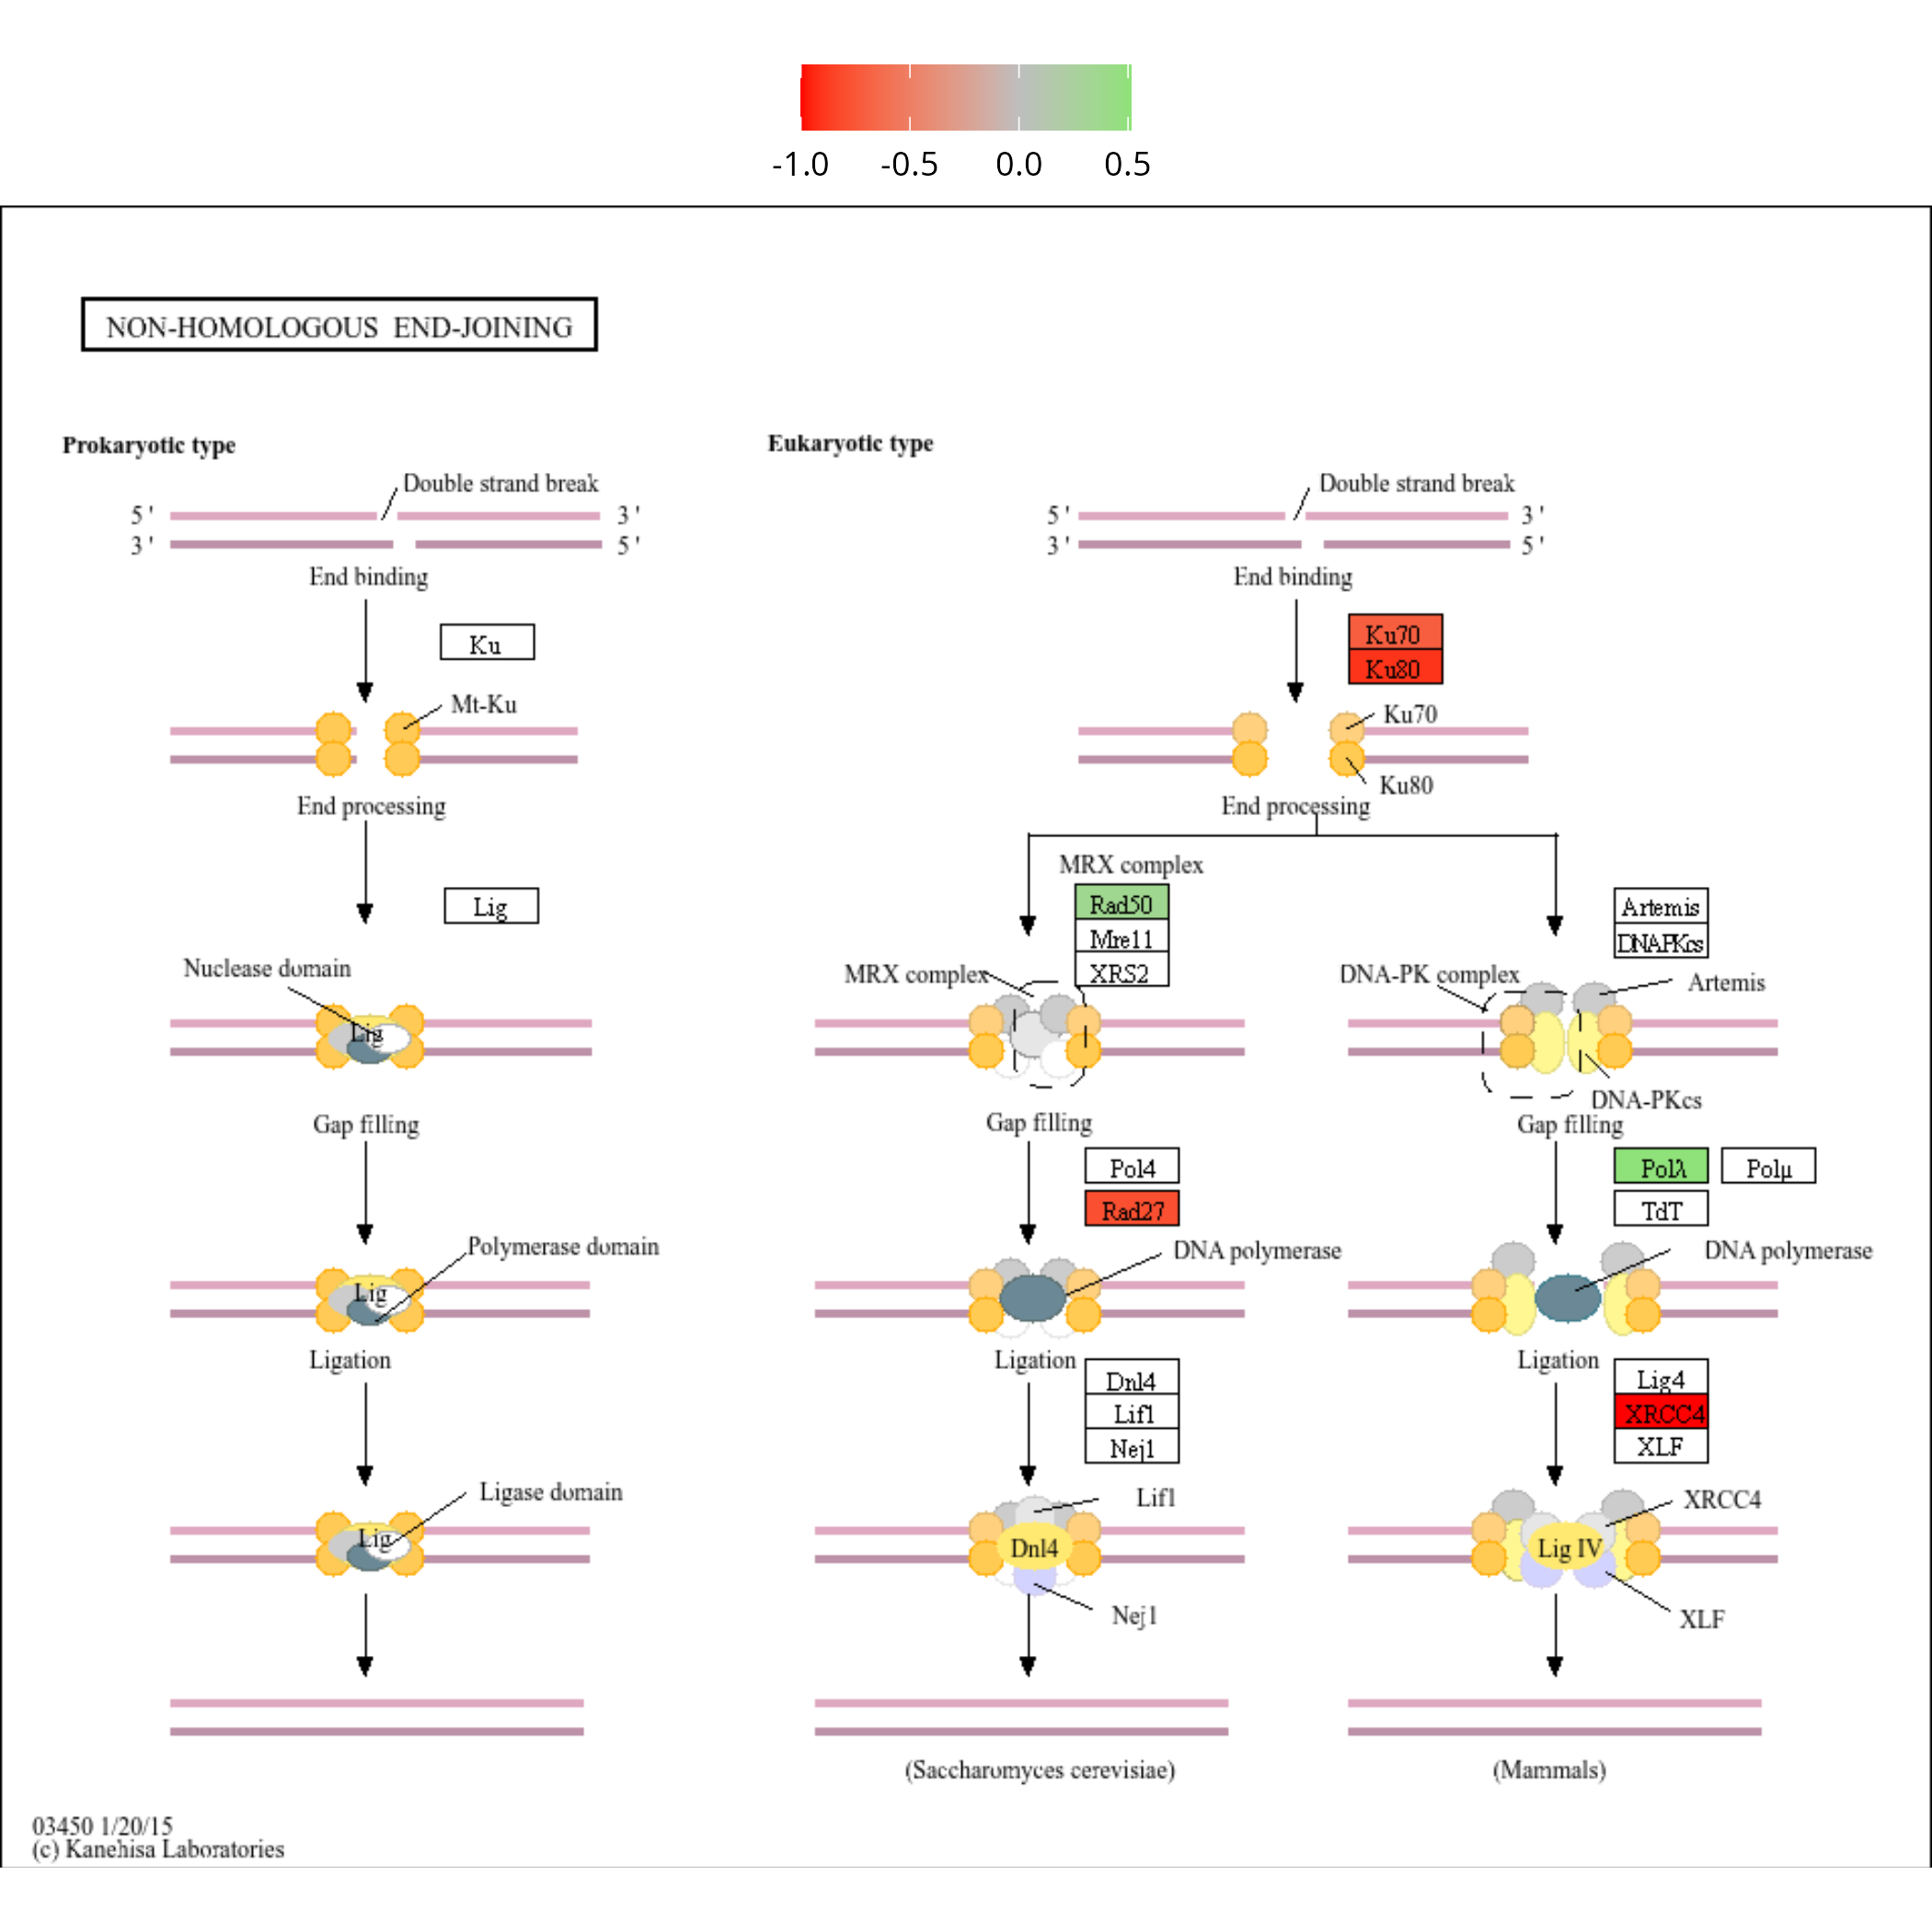 -1.0 -0.5 0.0 0.5
NON-HOMOLOGOUS END-JOINING
Prokaryotic type
Double strand break
5' 3'
3' 5'
End binding
Ku
Mt-Ku
End processing
Lig
Nuclease domain
Lig
Gap filling
Polymerase domain
Lig
Ligation
Ligase domain
Lig
Eukaryotic type
Double strand break
5' 3'
3' 5'
End binding
Ku70
Ku80
Ku70
Ku80
End processing
MRX complex
Rad50
Mre11
XRS2
MRX complex
Gap filling
Pol4
Rad27
DNA polymerase
Ligation
Dnl4
Lif1
Nej1
Lif1
Dnl4
Nej1
(Saccharomyces cerevisiae)
Artemis
DNAPKcs
DNA-PK complex
Artemis
DNA-PKcs
Gap filling
Polλ Polμ
TdT
DNA polymerase
Ligation
Lig4
XRCC4
XLF
XRCC4
Lig IV
XLF
(Mammals)
03450 1/20/15
(c) Kanehisa Laboratories